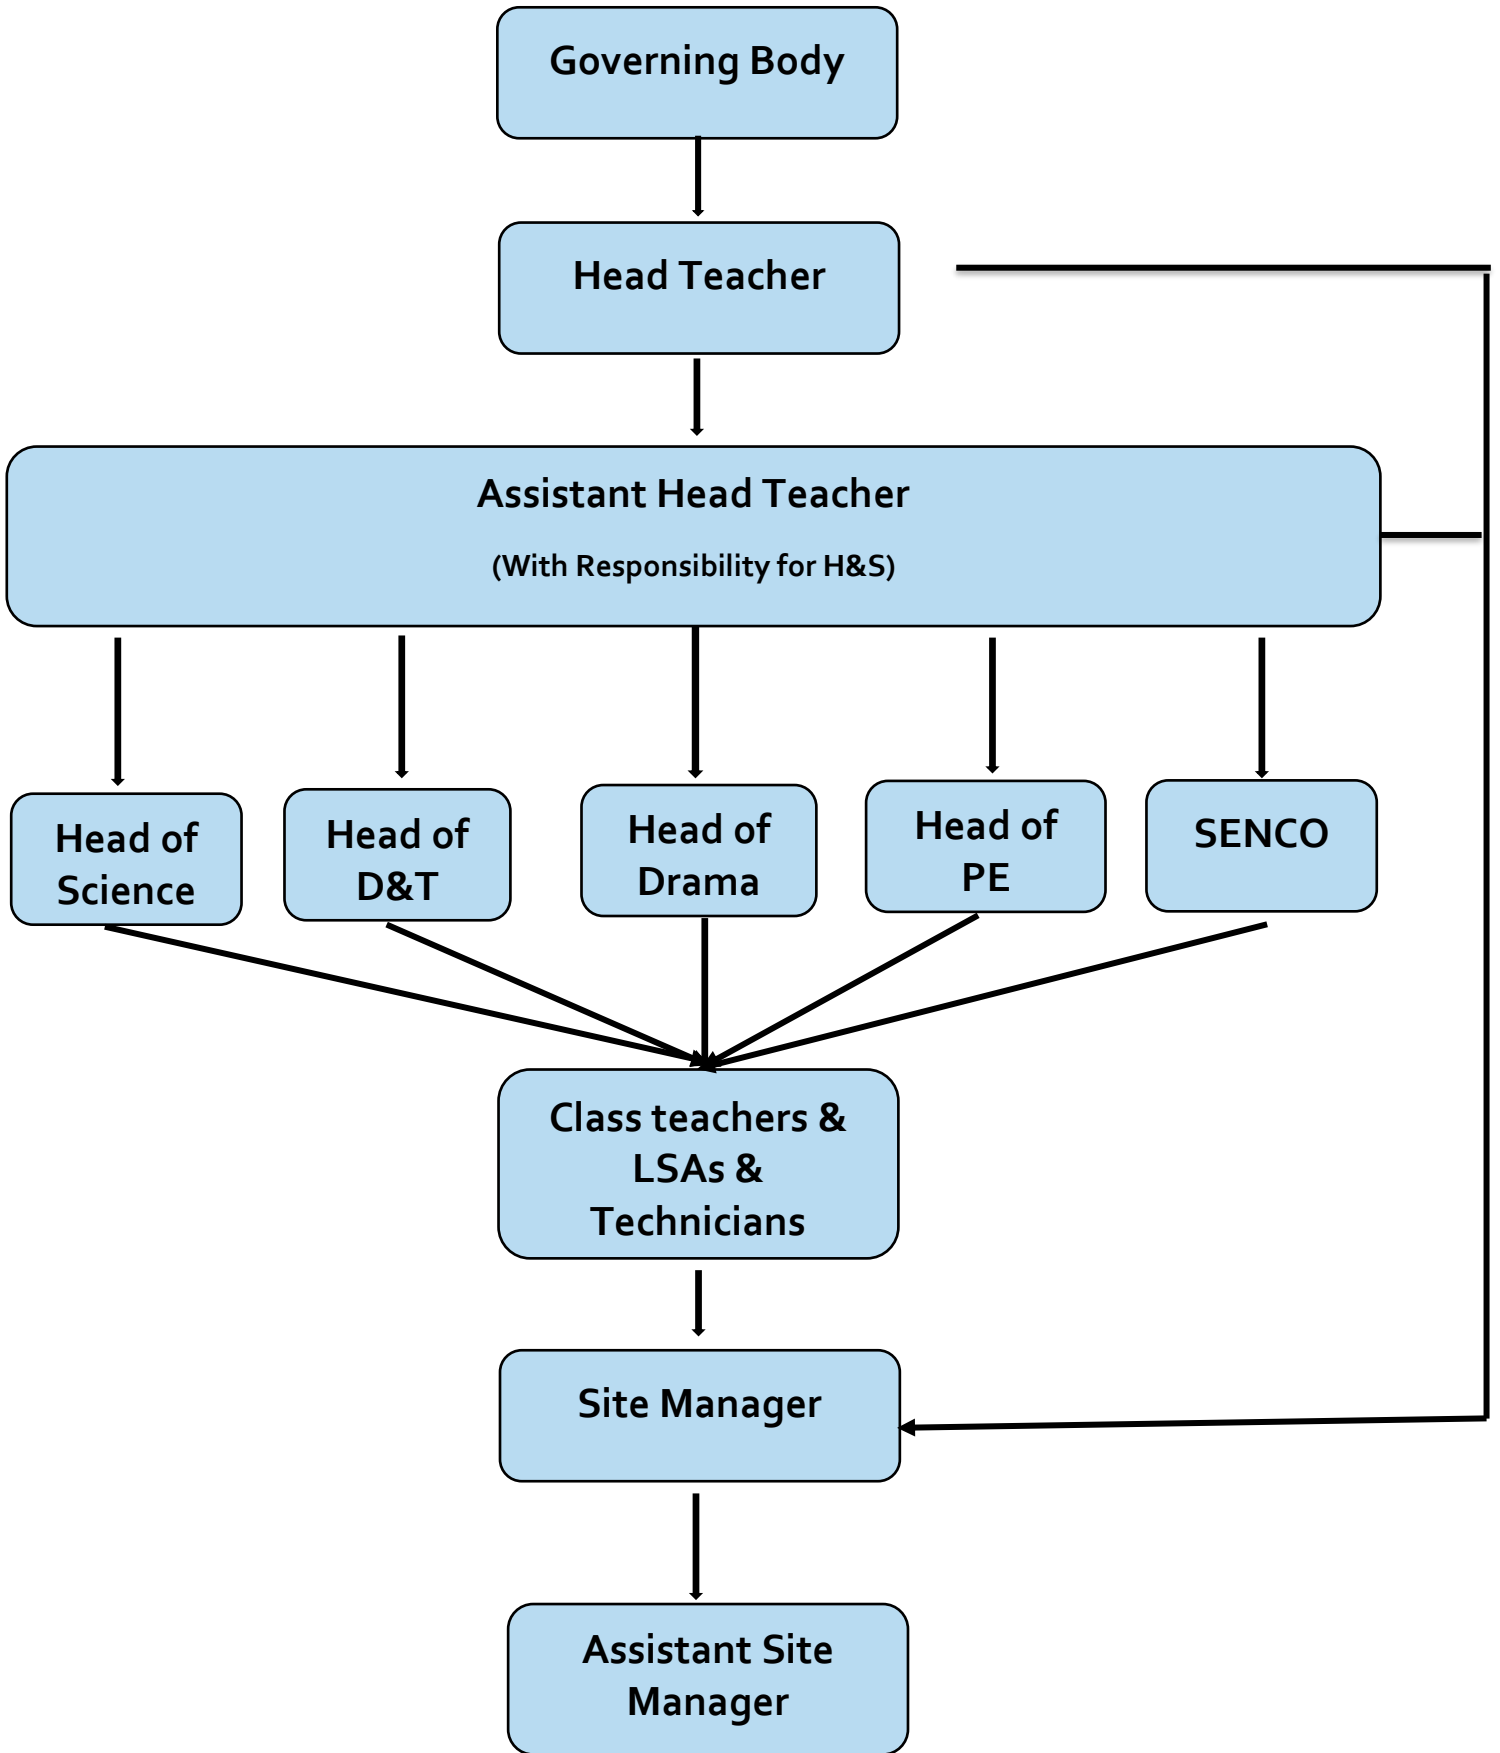 Governing Body
Head Teacher
Assistant Head Teacher
(With Responsibility for H&S)
Head of
Science
Head of
D&T
Head of
Drama
Head of
PE
SENCO
Class teachers &
LSAs &
Technicians
Site Manager
Assistant Site
Manager